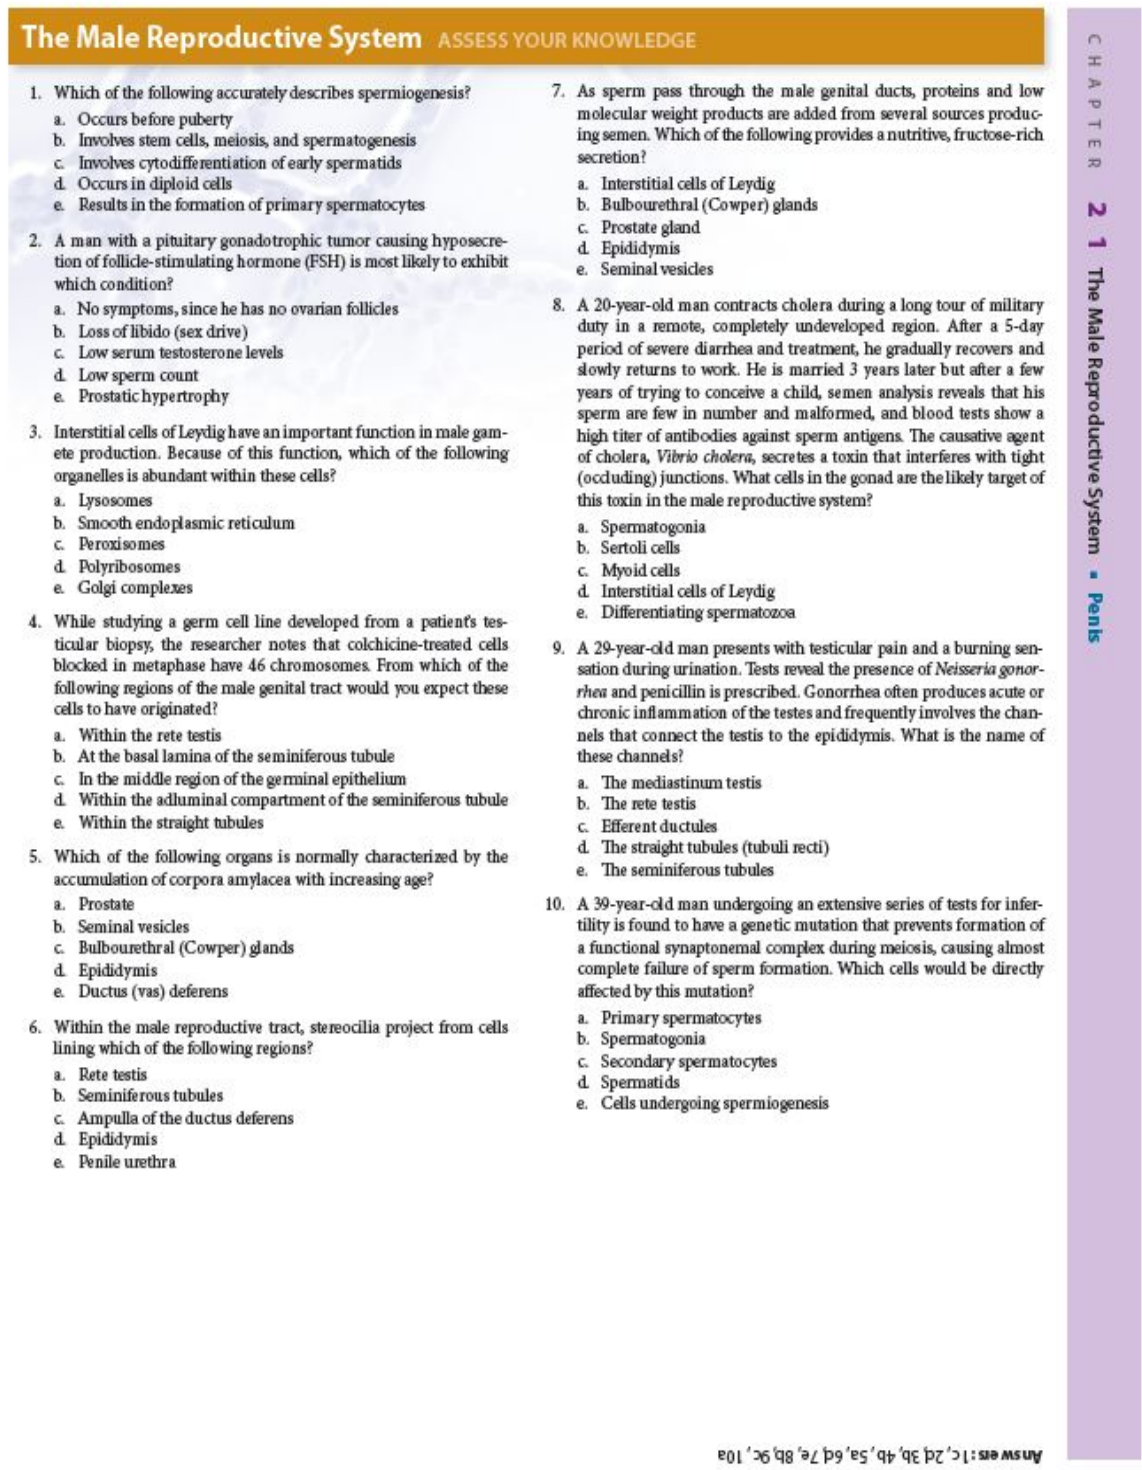 The Male Reproductive System ASSESS YOUR KNOWLEDGE
1. Which of the following accurately describes spermiogenesis?
a. Occurs before puberty
b. Involves stem cells, meiosis, and spermatogenesis
c. Involves cytodifferentiation of early spermatids
d. Occurs in diploid cells
e. Results in the formation of primary spermatocytes
2. A man with a pituitary gonadotrophic tumor causing hyposecre-
tion of follicle-stimulating hormone (FSH) is most likely to exhibit
which condition?
a. No symptoms, since he has no ovarian follicles
b. Loss of libido (sex drive)
c. Low serum testosterone levels
d. Low sperm count
e. Prostatic hypertrophy
3. Interstitial cells of Leydig have an important function in male gam-
ete production. Because of this function, which of the following
organelles is abundant within these cells?
a. Lysosomes
b. Smooth endoplasmic reticulum
c. Peroxisomes
d. Polyribosomes
e. Golgi complexes
4. While studying a germ cell line developed from a patient's tes-
ticular biopsy, the researcher notes that colchicine-treated cells
blocked in metaphase have 46 chromosomes. From which of the
following regions of the male genital tract would you expect these
cells to have originated?
a. Within the rete testis
b. At the basal lamina of the seminiferous tubule
c. In the middle region of the germinal epithelium
d. Within the adluminal compartment of the seminiferous tubule
e. Within the straight tubules
5. Which of the following organs is normally characterized by the
accumulation of corpora amylacea with increasing age?
a. Prostate
b. Seminal vesicles
c. Bulbourethral (Cowper) glands
d. Epididymis
e. Ductus (vas) deferens
6. Within the male reproductive tract, stereocilia project from cells
lining which of the following regions?
a. Rete testis
b. Seminiferous tubules
c. Ampulla of the ductus deferens
d. Epididymis
e. Penile urethra
7. As sperm pass through the male genital ducts, proteins and low
molecular weight products are added from several sources produc-
ing semen. Which of the following provides a nutritive, fructose-rich
secretion?
a. Interstitial cells of Leydig
b. Bulbourethral (Cowper) glands
c. Prostate gland
d. Epididymis
e. Seminal vesicles
8. A 20-year-old man contracts cholera during a long tour of military
duty in a remote, completely undeveloped region. After a 5-day
period of severe diarrhea and treatment, he gradually recovers and
slowly returns to work. He is married 3 years later but after a few
years of trying to conceive a child, semen analysis reveals that his
sperm are few in number and malformed, and blood tests show a
high titer of antibodies against sperm antigens. The causative agent
of cholera, Vibrio cholera, secretes a toxin that interferes with tight
(occluding) junctions. What cells in the gonad are the likely target of
this toxin in the male reproductive system?
a. Spermatogonia
b. Sertoli cells
c. Myoid cells
d. Interstitial cells of Leydig
e. Differentiating spermatozoa
9. A 29-year-old man presents with testicular pain and a burning sen-
sation during urination. Tests reveal the presence of Neisseria gonor-
rhea and penicillin is prescribed. Gonorrhea often produces acute or
chronic inflammation of the testes and frequently involves the chan-
nels that connect the testis to the epididymis. What is the name of
these channels?
a. The mediastinum testis
b. The rete testis
c. Efferent ductules
d. The straight tubules (tubuli recti)
e. The seminiferous tubules
10. A 39-year-old man undergoing an extensive series of tests for infer-
tility is found to have a genetic mutation that prevents formation of
a functional synaptonemal complex during meiosis, causing almost
complete failure of sperm formation. Which cells would be directly
affected by this mutation?
a. Primary spermatocytes
b. Spermatogonia
c. Secondary spermatocytes
d. Spermatids
e. Cells undergoing spermiogenesis
Answers: 1c, 2d, 3b, 4b, 5a, 6d, 7e, 8b, 9c, 10a
CHAPTER 21 The Male Reproductive System ▪ Penis